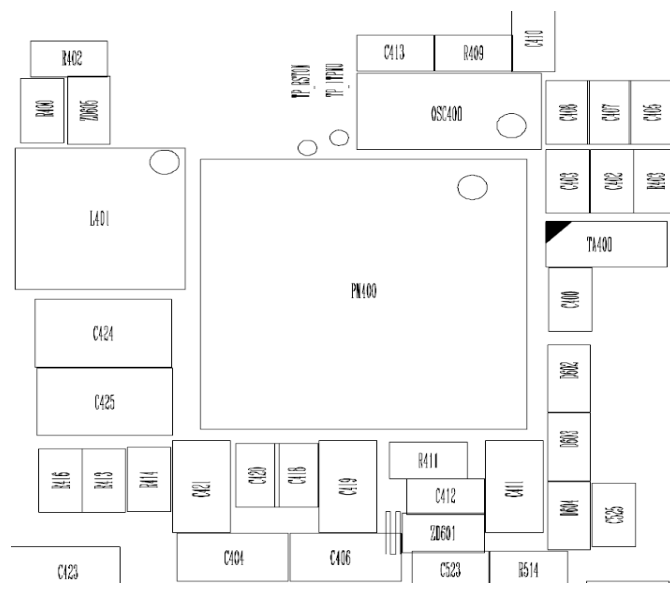 C410
R402
C413
R409
TP_RSTON
TP_ITPMU
R400
ZD605
OSC400
C408
C407
C405
C403
C402
R403
L401
TA400
PM400
C400
C424
D602
C425
D603
R416
R413
R414
C421
C420
C418
C419
R411
C412
C411
D604
C525
ZD601
C404
C406
C423
C523
R514